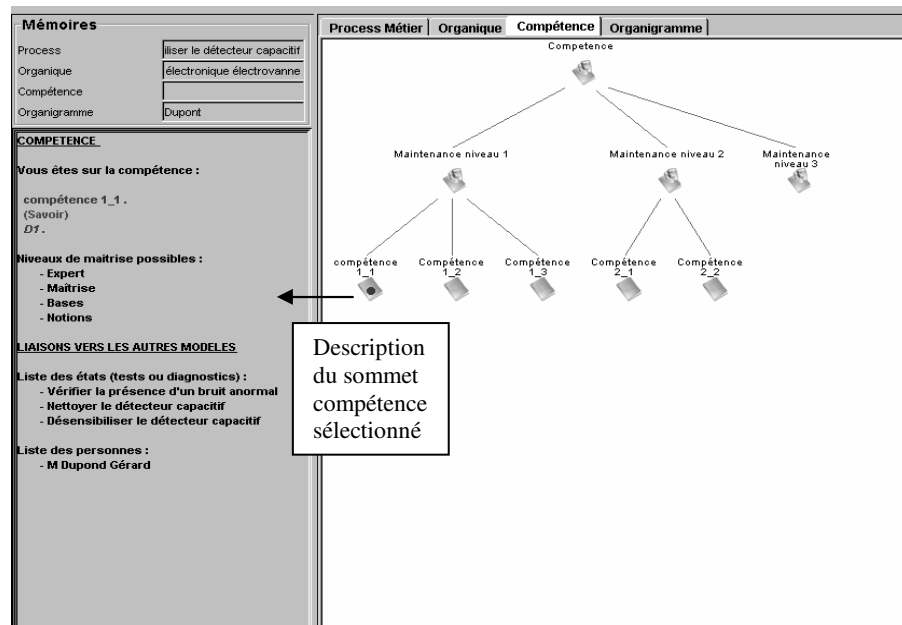 Mémoires
Process iliser le détecteur capacitif
Organique électronique électrovanne
Compétence
Organigramme Dupont
COMPETENCE
Vous êtes sur la compétence :
compétence 1_1 .
(Savoir)
D1 .
Niveaux de maitrise possibles :
- Expert
- Maîtrise
- Bases
- Notions
LIAISONS VERS LES AUTRES MODELES
Liste des états (tests ou diagnostics) :
- Vérifier la présence d'un bruit anormal
- Nettoyer le détecteur capacitif
- Désensibiliser le détecteur capacitif
Liste des personnes :
- M Dupond Gérard
Process Métier Organique Compétence Organigramme
Competence
Maintenance niveau 1
Maintenance niveau 2
Maintenance
niveau 3
compétence
1_1
Compétence
1_2
Compétence
1_3
Compétence
2_1
Compétence
2_2
Description
du sommet
compétence
sélectionné